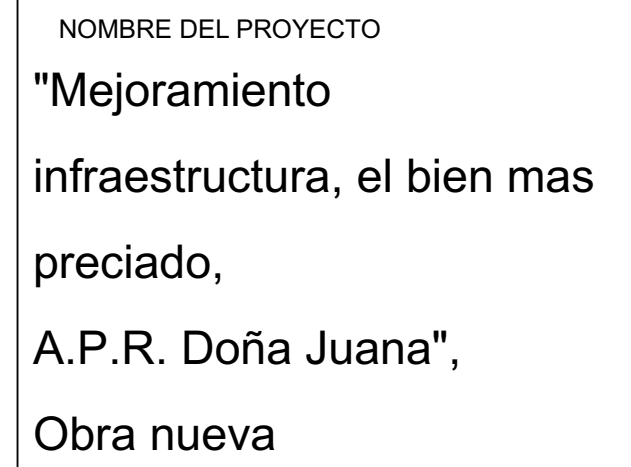 NOMBRE DEL PROYECTO
"Mejoramiento
infraestructura, el bien mas
preciado,
A.P.R. Doña Juana",
Obra nueva